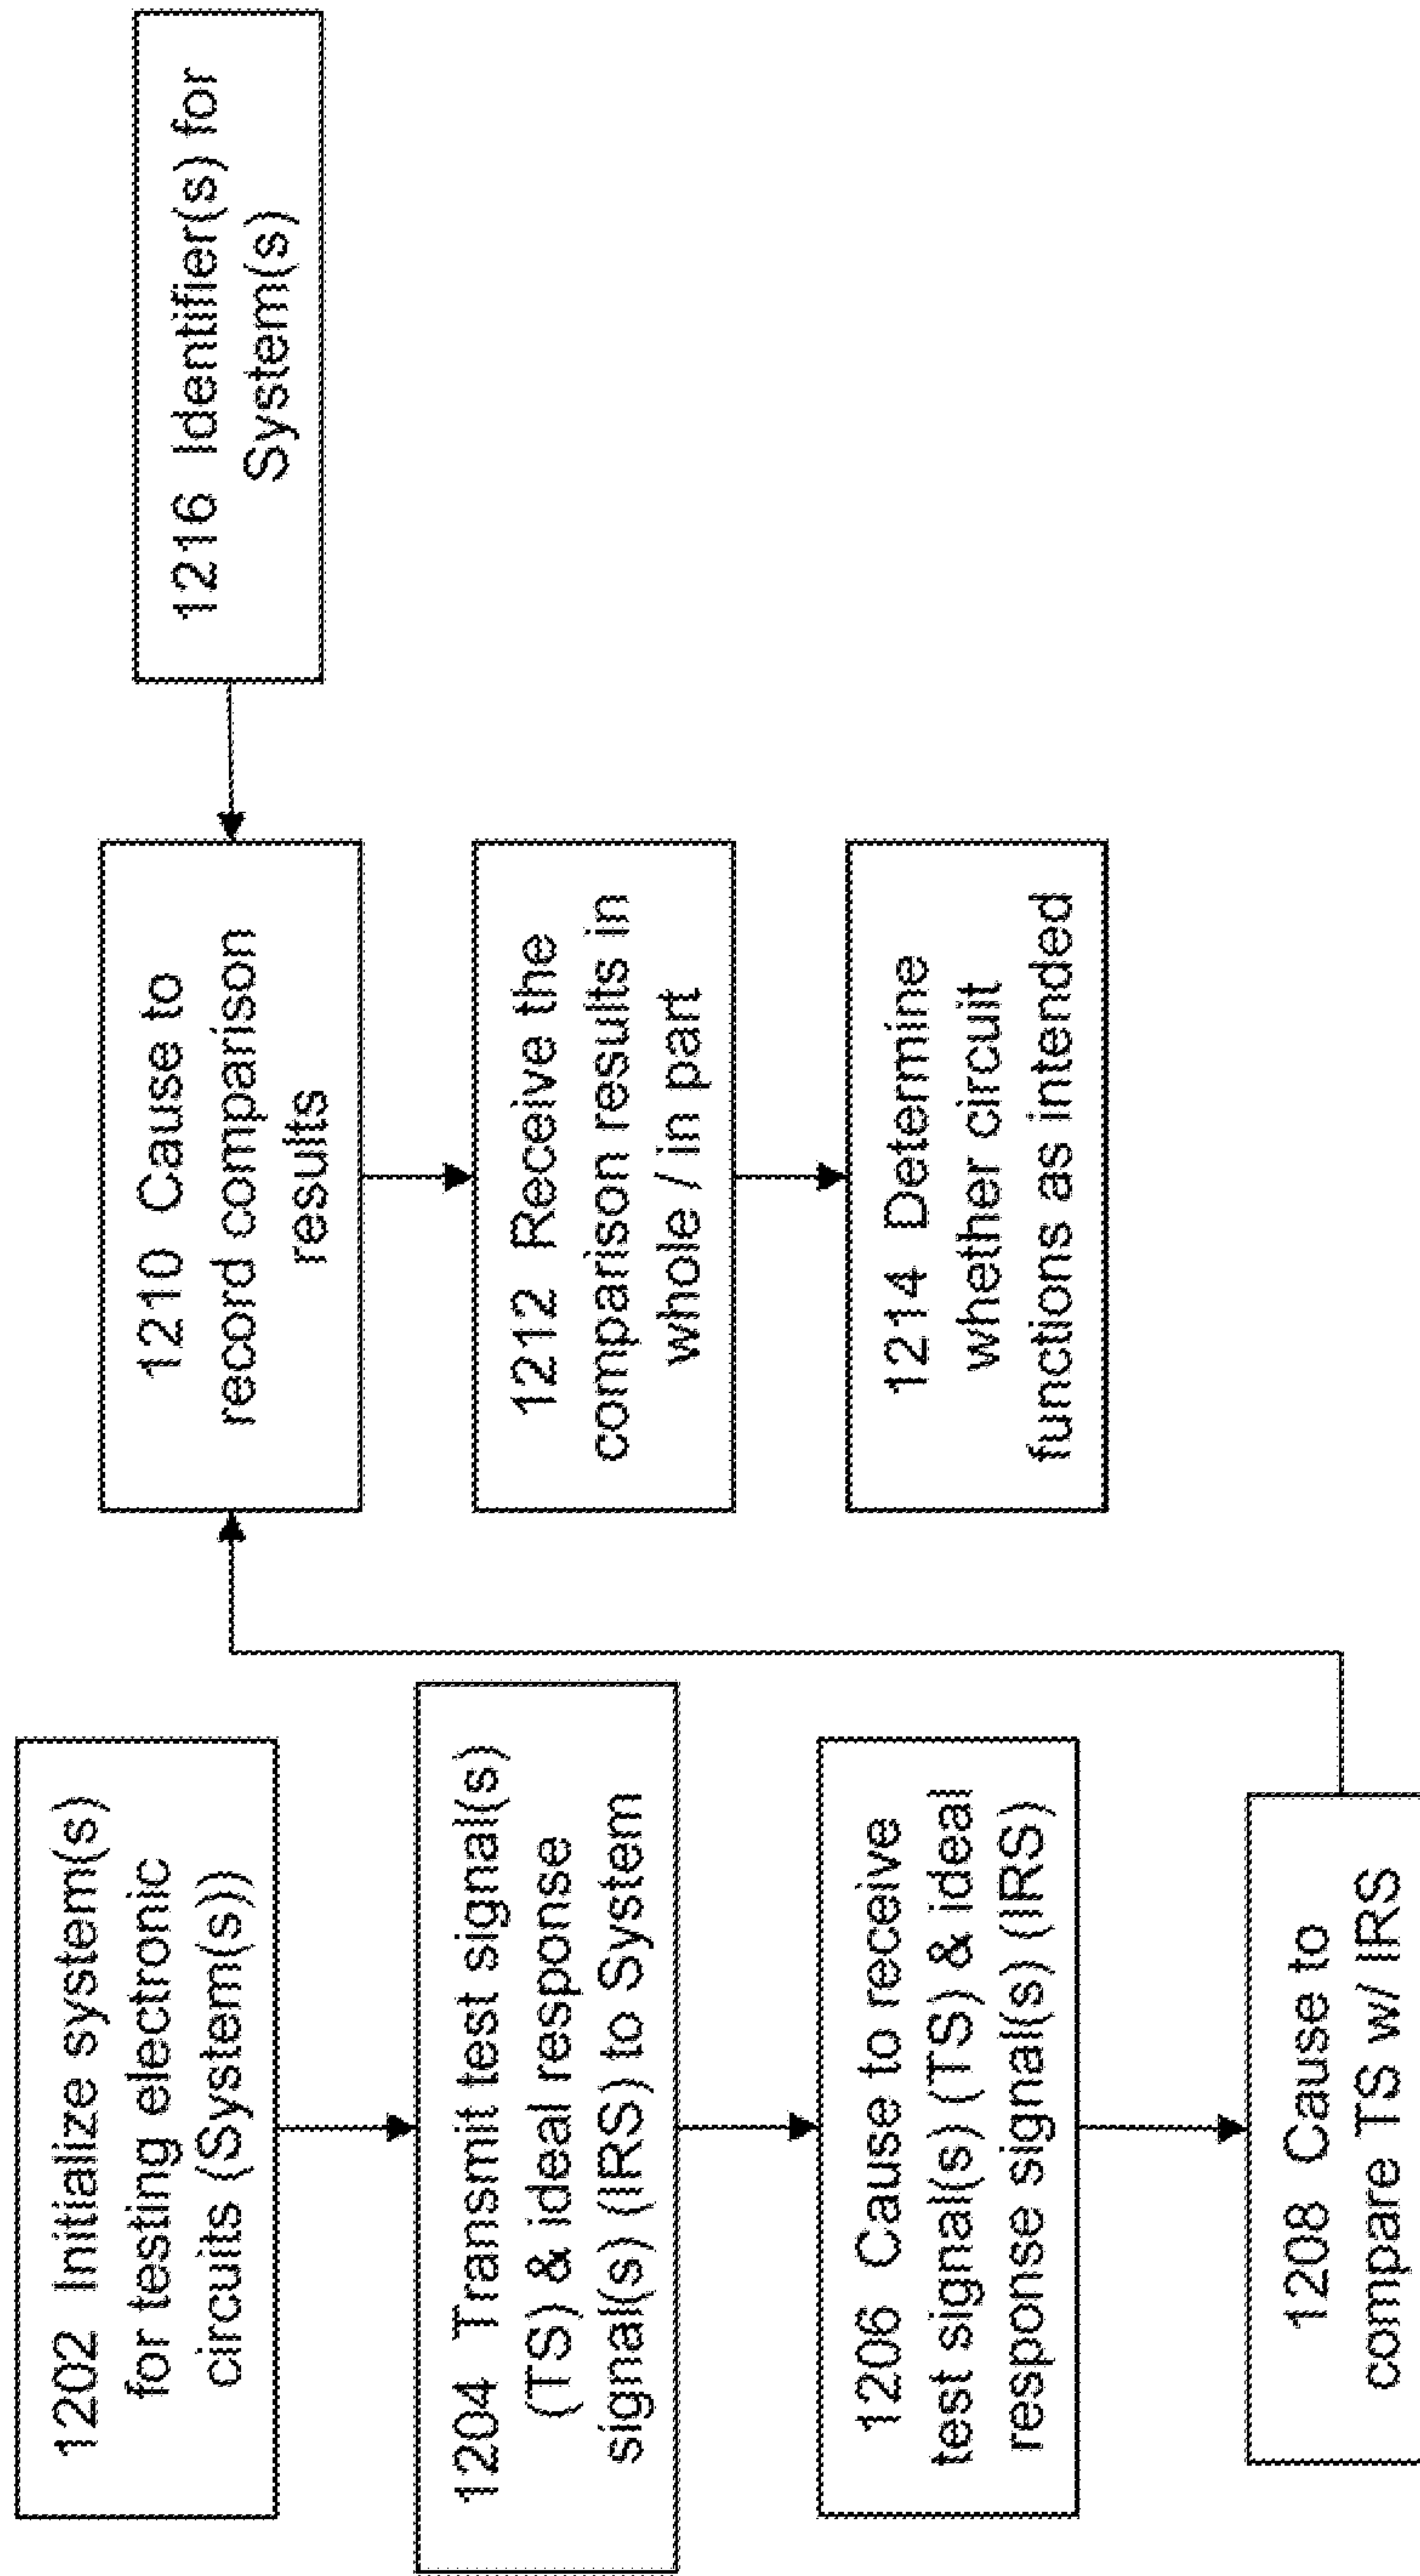 1202 Initialize system(s)
for testing electronic
circuits (System(s))
1204 Transmit test signal(s)
(TS) & ideal response
signal(s) (IRS) to System
1206 Cause to receive
test signal(s) (TS) & ideal
response signal(s) (IRS)
1208 Cause to
compare TS w/ IRS
1210 Cause to
record comparison
results
1212 Receive the
comparison results in
whole / in part
1214 Determine
whether circuit
functions as intended
1216 Identifier(s) for
System(s)